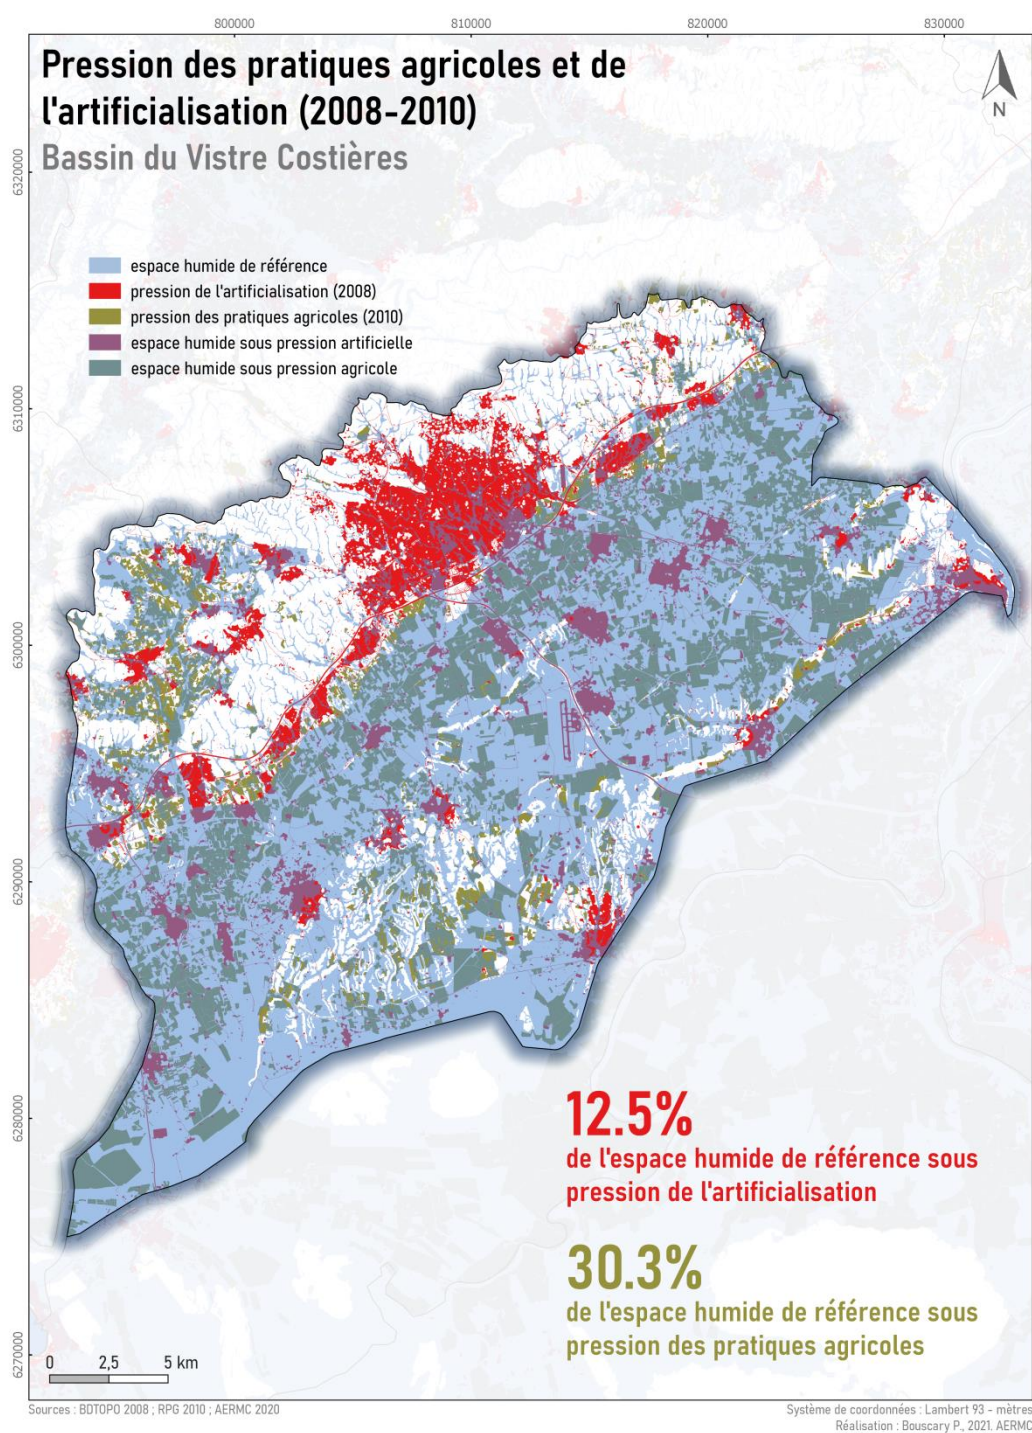 800000
810000
820000
830000
Pression des pratiques agricoles et de
l'artificialisation (2008-2010)
Bassin du Vistre Costières
N
6320000
espace humide de référence
pression de l'artificialisation (2008)
pression des pratiques agricoles (2010)
espace humide sous pression artificielle
espace humide sous pression agricole
6310000
6300000
6290000
6280000
12.5%
de l'espace humide de référence sous
pression de l'artificialisation
30.3%
de l'espace humide de référence sous
pression des pratiques agricoles
6270000
0 2,5 5 km
Sources : BDTOPO 2008 ; RPG 2010 ; AERMC 2020
Système de coordonnées : Lambert 93 - mètres
Réalisation : Bouscary P., 2021. AERMC